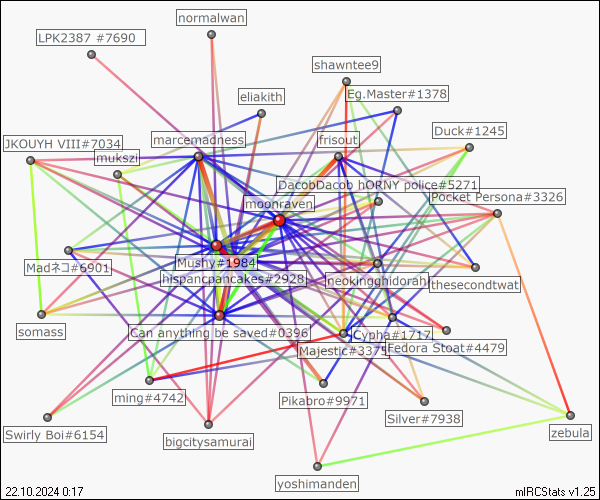 normalwan
LPK2387 #7690
shawntee9
Eg.Master#1378
eliakith
Duck#1245
marcemadness
frisout
JKOUYH VIII#7034
mukszi
DacobDacob hORNY police#5271
Pocket Persona#3326
moonraven
Mushy#1984
Madネコ#6901
hispancpancakes#2928
neokingghidorah
thesecondtwat
somass
Can anything be saved#0396
Cypha#1717
Majestic#3375
Fedora Stoat#4479
ming#4742
Pikabro#9971
Silver#7938
Swirly Boi#6154
bigcitysamurai
zebula
yoshimanden
22.10.2024 0:17
mIRCStats v1.25